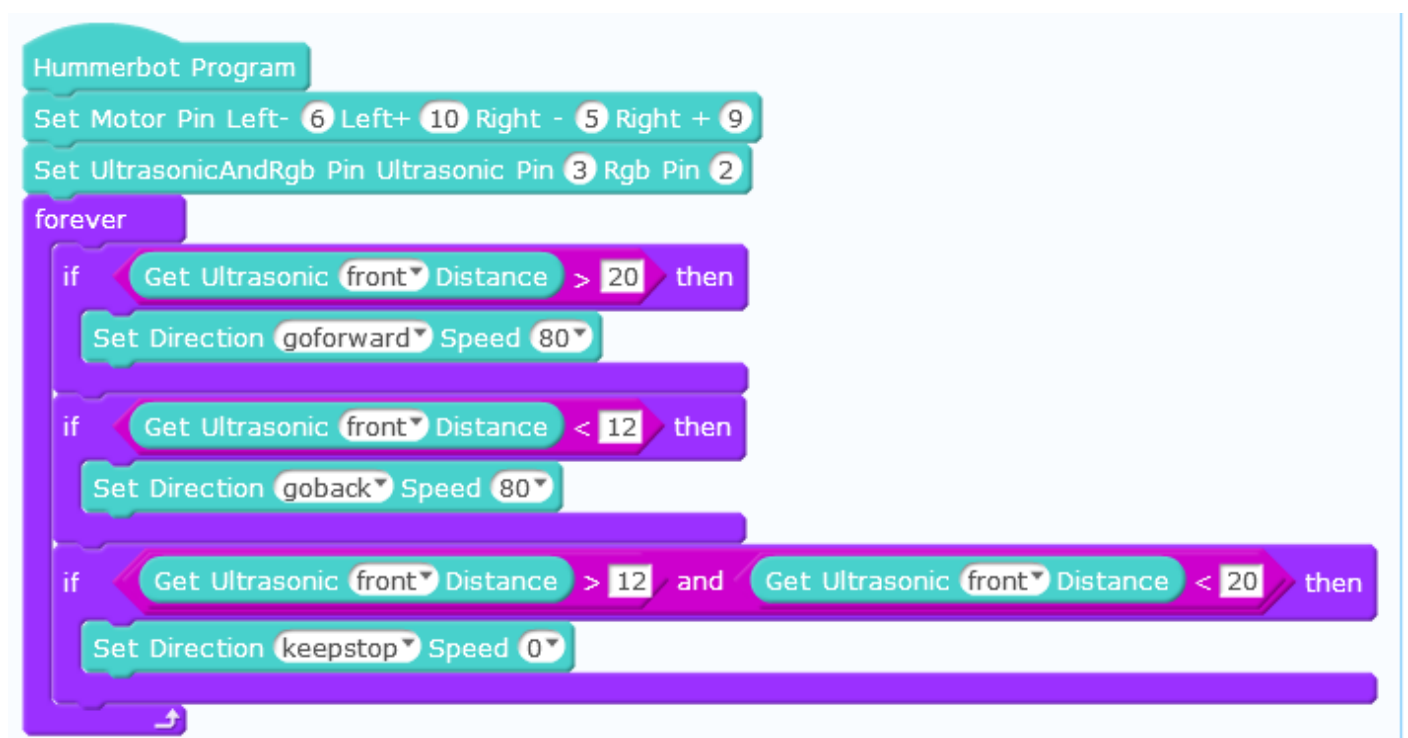 Hummerbot Program
Set Motor Pin Left- 6 Left+ 10 Right - 5 Right + 9
Set UltrasonicAndRgb Pin Ultrasonic Pin 3 Rgb Pin 2
forever
if Get Ultrasonic front Distance > 20 then
Set Direction goforward Speed 80
if Get Ultrasonic front Distance < 12 then
Set Direction goback Speed 80
if Get Ultrasonic front Distance > 12 and Get Ultrasonic front Distance < 20 then
Set Direction keepstop Speed 0